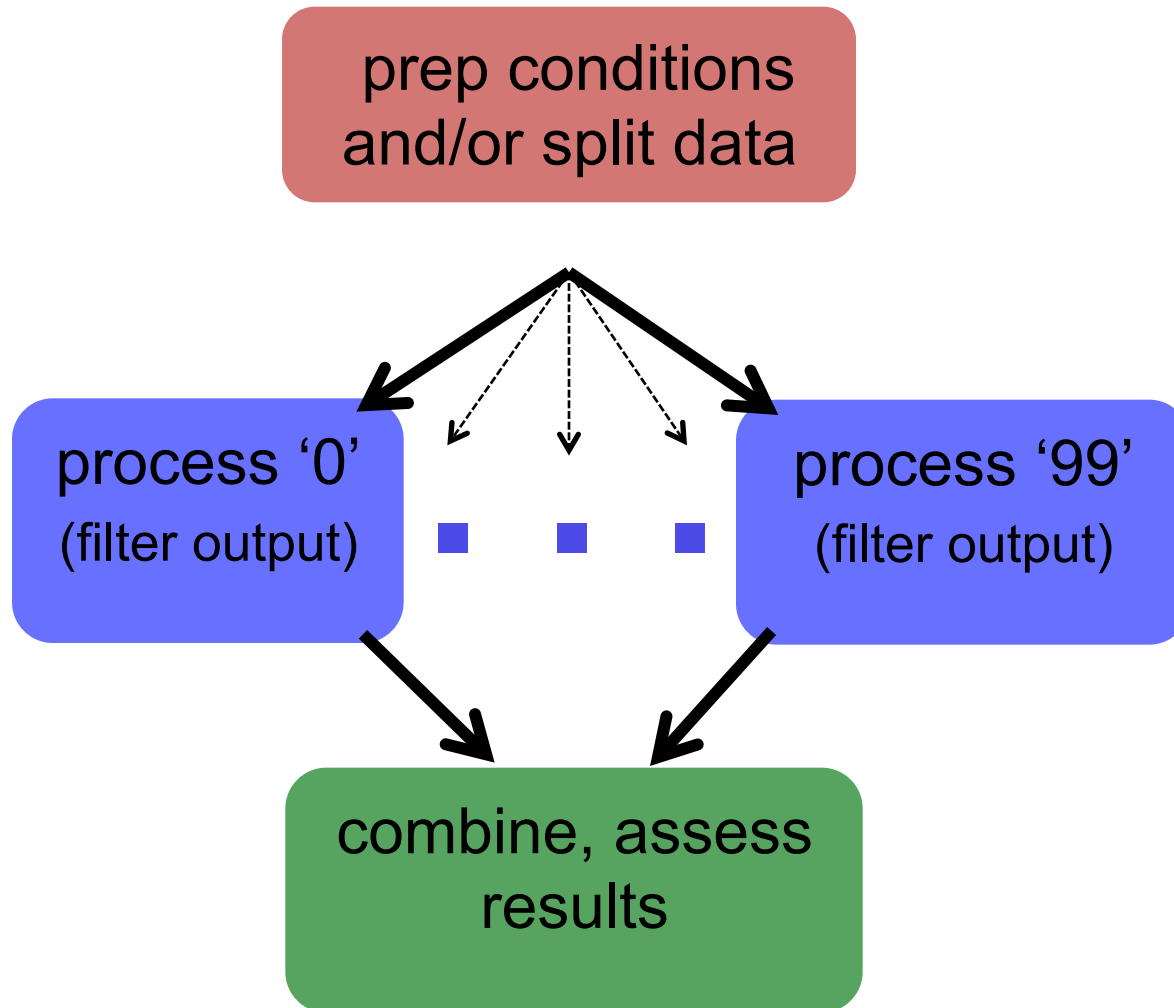 prep conditions
and/or split data
process ‘0’
(filter output)
process ‘99’
(filter output)
combine, assess
results